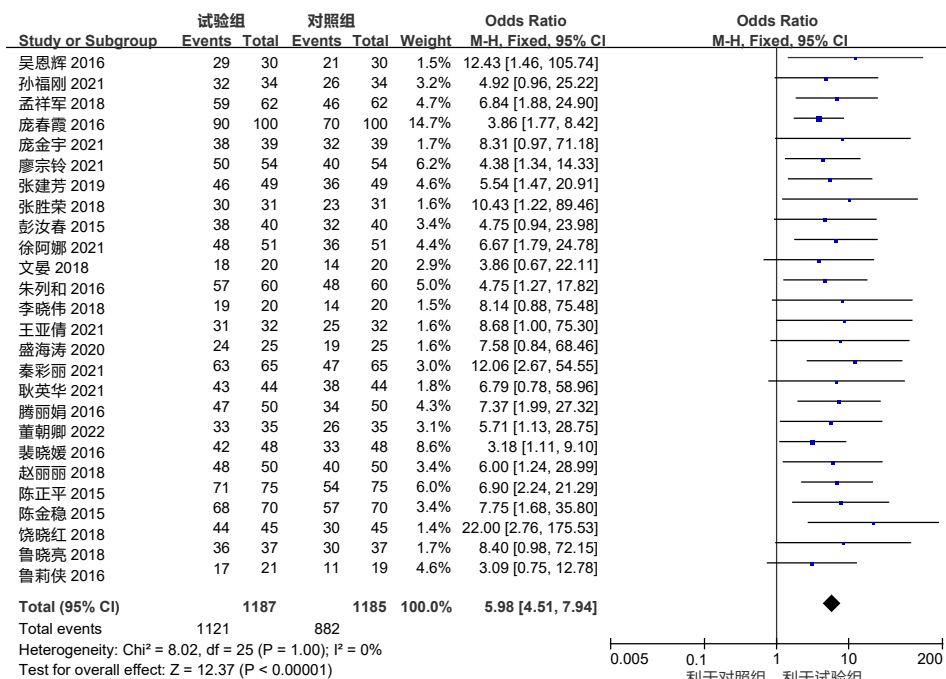 试验组 对照组 Odds Ratio Odds Ratio
Study or Subgroup Events Total Events Total Weight M-H, Fixed, 95% CI M-H, Fixed, 95% CI
吴恩辉 2016 29 30 21 30 1.5% 12.43 [1.46, 105.74]
孙福刚 2021 32 34 26 34 3.2% 4.92 [0.96, 25.22]
孟祥军 2018 59 62 46 62 4.7% 6.84 [1.88, 24.90]
庞春霞 2016 90 100 70 100 14.7% 3.86 [1.77, 8.42]
庞金宇 2021 38 39 32 39 1.7% 8.31 [0.97, 71.18]
廖宗铃 2021 50 54 40 54 6.2% 4.38 [1.34, 14.33]
张建芳 2019 46 49 36 49 4.6% 5.54 [1.47, 20.91]
张胜荣 2018 30 31 23 31 1.6% 10.43 [1.22, 89.46]
彭汝春 2015 38 40 32 40 3.4% 4.75 [0.94, 23.98]
徐阿娜 2021 48 51 36 51 4.4% 6.67 [1.79, 24.78]
文晏 2018 18 20 14 20 2.9% 3.86 [0.67, 22.11]
朱列和 2016 57 60 48 60 5.0% 4.75 [1.27, 17.82]
李晓伟 2018 19 20 14 20 1.5% 8.14 [0.88, 75.48]
王亚倩 2021 31 32 25 32 1.6% 8.68 [1.00, 75.30]
盛海涛 2020 24 25 19 25 1.6% 7.58 [0.84, 68.46]
秦彩丽 2021 63 65 47 65 3.0% 12.06 [2.67, 54.55]
耿英华 2021 43 44 38 44 1.8% 6.79 [0.78, 58.96]
腾丽娟 2016 47 50 34 50 4.3% 7.37 [1.99, 27.32]
董朝卿 2022 33 35 26 35 3.1% 5.71 [1.13, 28.75]
裴晓媛 2016 42 48 33 48 8.6% 3.18 [1.11, 9.10]
赵丽丽 2018 48 50 40 50 3.4% 6.00 [1.24, 28.99]
陈正平 2015 71 75 54 75 6.0% 6.90 [2.24, 21.29]
陈金稳 2015 68 70 57 70 3.5% 7.75 [1.68, 35.80]
饶晓红 2018 44 45 30 45 1.4% 22.00 [2.76, 175.53]
鲁晓亮 2018 36 37 30 37 1.7% 8.40 [0.98, 72.15]
鲁莉侠 2016 17 21 11 19 4.6% 3.09 [0.75, 12.78]
Total (95% CI) 1187 1185 100.0% 5.98 [4.51, 7.94]
Total events 1121 882
Heterogeneity: Chi² = 8.02, df = 25 (P = 1.00); I² = 0%
Test for overall effect: Z = 12.37 (P < 0.00001)
0.005 0.1 1 10 200
利于对照组 利于试验组